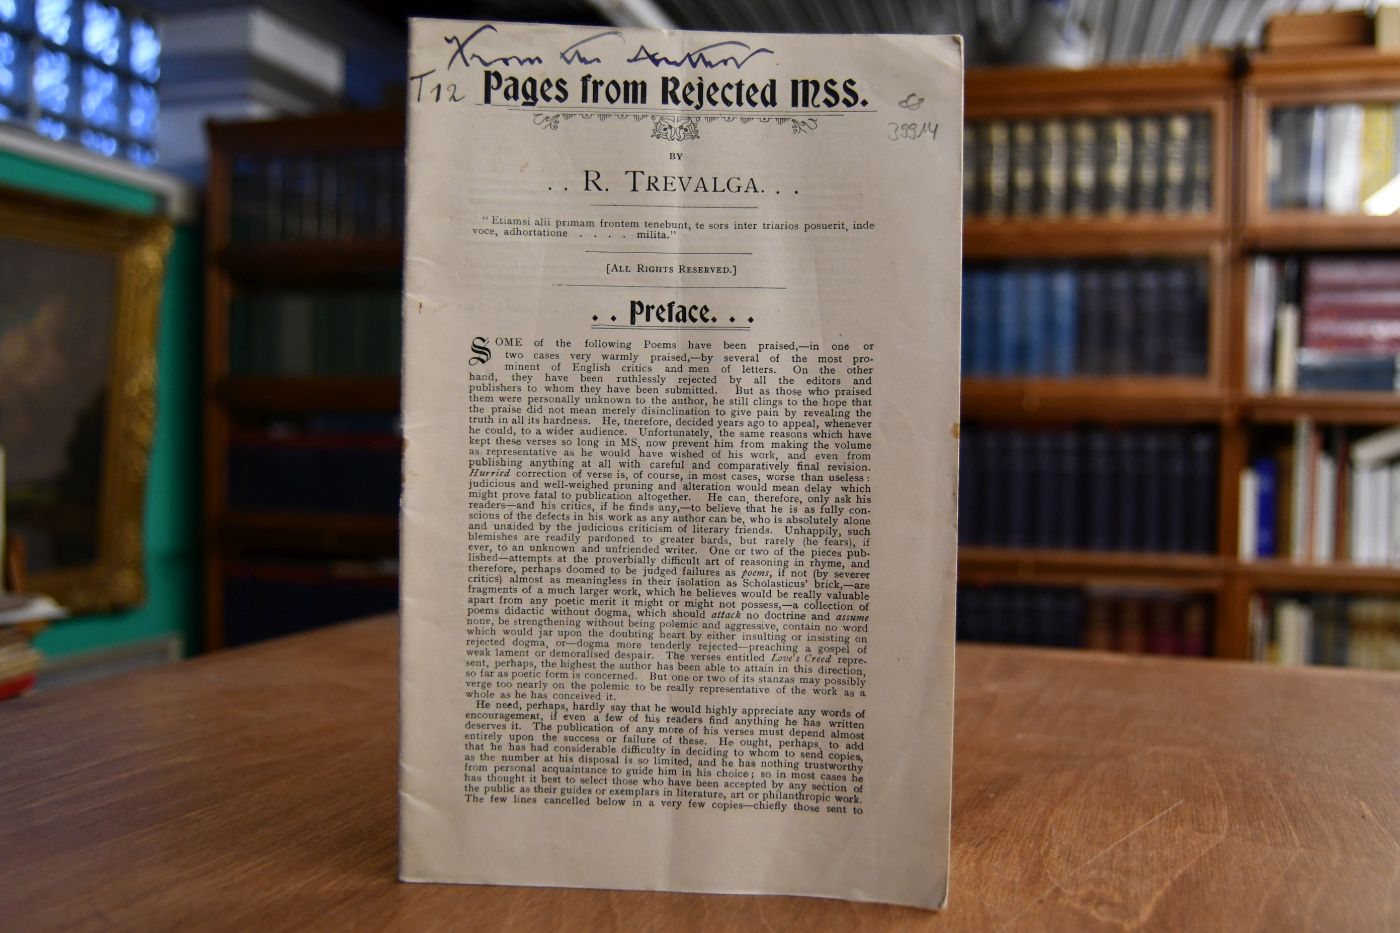 From the Author
T12
Pages from Rejected MSS.
39914
BY
. . R. TREVALGA. . .
"Etiamsi alii primam frontem tenebunt, te sors inter triarios posuerit, inde
voce, adhortatione . . . . milita."
[ALL RIGHTS RESERVED.]
. . Preface. . .
SOME of the following Poems have been praised,—in one or
two cases very warmly praised,—by several of the most pro-
minent of English critics and men of letters. On the other
hand, they have been ruthlessly rejected by all the editors and
publishers to whom they have been submitted. But as those who praised
them were personally unknown to the author, he still clings to the hope that
the praise did not mean merely disinclination to give pain by revealing the
truth in all its hardness. He, therefore, decided years ago to appeal, whenever
he could, to a wider audience. Unfortunately, the same reasons which have
kept these verses so long in MS. now prevent him from making the volume
as representative as he would have wished of his work, and even from
publishing anything at all with careful and comparatively final revision.
Hurried correction of verse is, of course, in most cases, worse than useless:
judicious and well-weighed pruning and alteration would mean delay which
might prove fatal to publication altogether. He can, therefore, only ask his
readers—and his critics, if he finds any,—to believe that he is as fully con-
scious of the defects in his work as any author can be, who is absolutely alone
and unaided by the judicious criticism of literary friends. Unhappily, such
blemishes are readily pardoned to greater bards, but rarely (he fears), if
ever, to an unknown and unfriended writer. One or two of the pieces pub-
lished—attempts at the proverbially difficult art of reasoning in rhyme, and
therefore, perhaps doomed to be judged failures as poems, if not (by severer
critics) almost as meaningless in their isolation as Scholasticus' brick,—are
fragments of a much larger work, which he believes would be really valuable
apart from any poetic merit it might or might not possess,—a collection of
poems didactic without dogma, which should attack no doctrine and assume
none, be strengthening without being polemic and aggressive, contain no word
which would jar upon the doubting heart by either insulting or insisting on
rejected dogma, or—dogma more tenderly rejected—preaching a gospel of
weak lament or demoralised despair. The verses entitled Love's Creed repre-
sent, perhaps, the highest the author has been able to attain in this direction,
so far as poetic form is concerned. But one or two of its stanzas may possibly
verge too nearly on the polemic to be really representative of the work as a
whole as he has conceived it.
He need, perhaps, hardly say that he would highly appreciate any words of
encouragement, if even a few of his readers find anything he has written
deserves it. The publication of any more of his verses must depend almost
entirely upon the success or failure of these. He ought, perhaps, to add
that he has had considerable difficulty in deciding to whom to send copies,
as the number at his disposal is so limited, and he has nothing trustworthy
from personal acquaintance to guide him in his choice; so in most cases he
has thought it best to select those who have been accepted by any section of
the public as their guides or exemplars in literature, art or philanthropic work.
The few lines cancelled below in a very few copies—chiefly those sent to